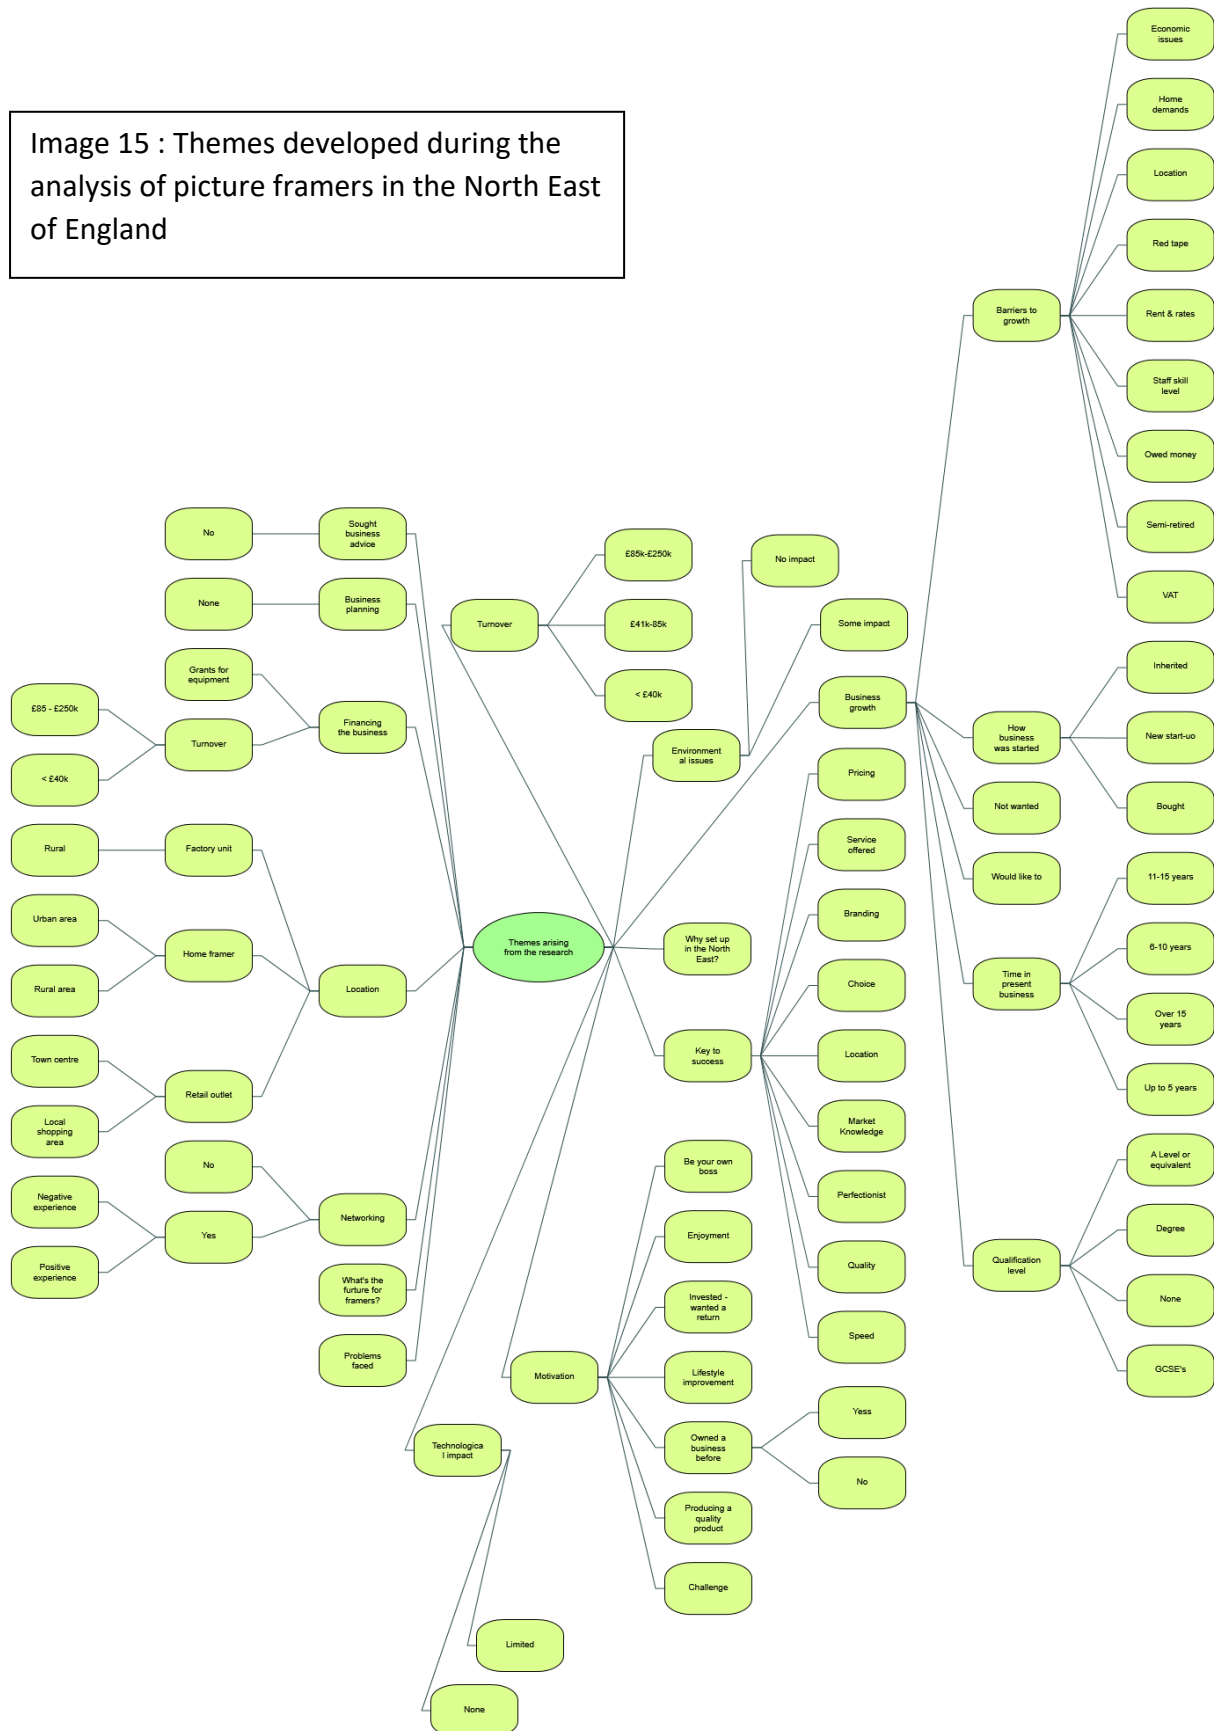 Image 15 : Themes developed during the
analysis of picture framers in the North East
of England
Economic
issues
Home
demands
Location
Red tape
Barriers to
growth
Rent & rates
Staff skill
level
Owed money
Semi-retired
VAT
No
Sought
business
advice
None
Business
planning
Grants for
equipment
£85 - £250k
Turnover
< £40k
Financing
the business
Rural
Factory unit
Urban area
Home framer
Rural area
Location
Town centre
Retail outlet
Local
shopping
area
No
Negative
experience
Yes
Positive
experience
Networking
What's the
furture for
framers?
Problems
faced
Themes arising
from the research
Turnover
£85k-£250k
£41k-85k
< £40k
No impact
Some impact
Environment
al issues
Business
growth
Why set up
in the North
East?
Key to
success
Pricing
Service
offered
Branding
Choice
Location
Market
Knowledge
Perfectionist
Quality
Speed
How
business
was started
Inherited
New start-uo
Bought
Not wanted
Would like to
Time in
present
business
11-15 years
6-10 years
Over 15
years
Up to 5 years
Qualification
level
A Level or
equivalent
Degree
None
GCSE's
Motivation
Be your own
boss
Enjoyment
Invested -
wanted a
return
Lifestyle
improvement
Owned a
business
before
Yess
No
Producing a
quality
product
Challenge
Technologica
l impact
Limited
None